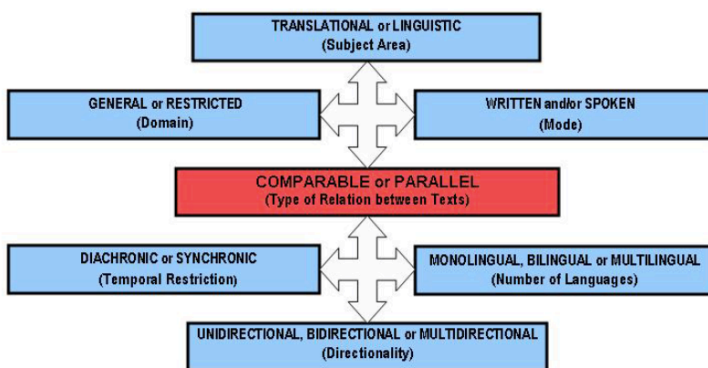 TRANSLATIONAL or LINGUISTIC
(Subject Area)
GENERAL or RESTRICTED
(Domain)
WRITTEN and/or SPOKEN
(Mode)
COMPARABLE or PARALLEL
(Type of Relation between Texts)
DIACHRONIC or SYNCHRONIC
(Temporal Restriction)
MONOLINGUAL, BILINGUAL or MULTILINGUAL
(Number of Languages)
UNIDIRECTIONAL, BIDIRECTIONAL or MULTIDIRECTIONAL
(Directionality)